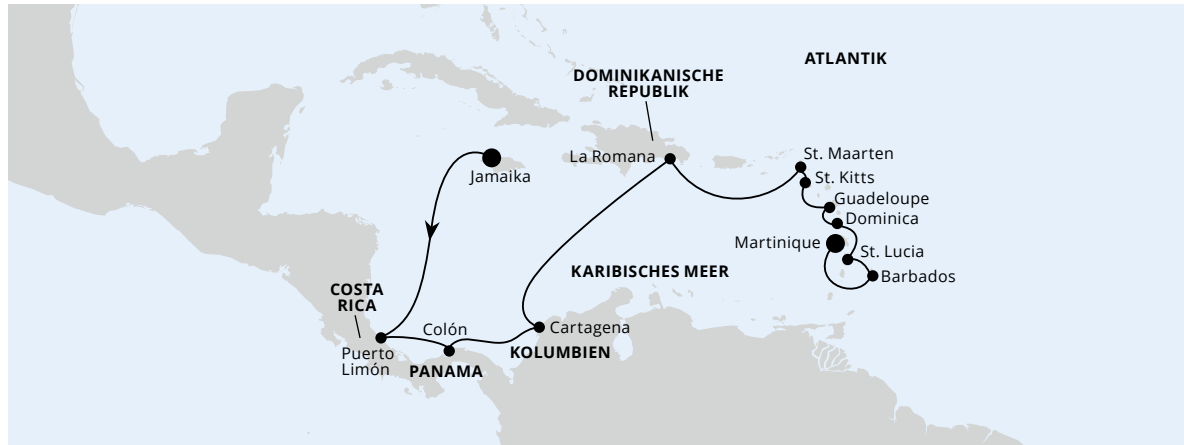 ATLANTIK
DOMINIKANISCHE
REPUBLIK
La Romana
St. Maarten
Jamaika
St. Kitts
Guadeloupe
Dominica
Martinique
St. Lucia
Barbados
KARIBISCHES MEER
COSTA
RICA
Colón
Cartagena
Puerto
Limón
KOLUMBIEN
PANAMA